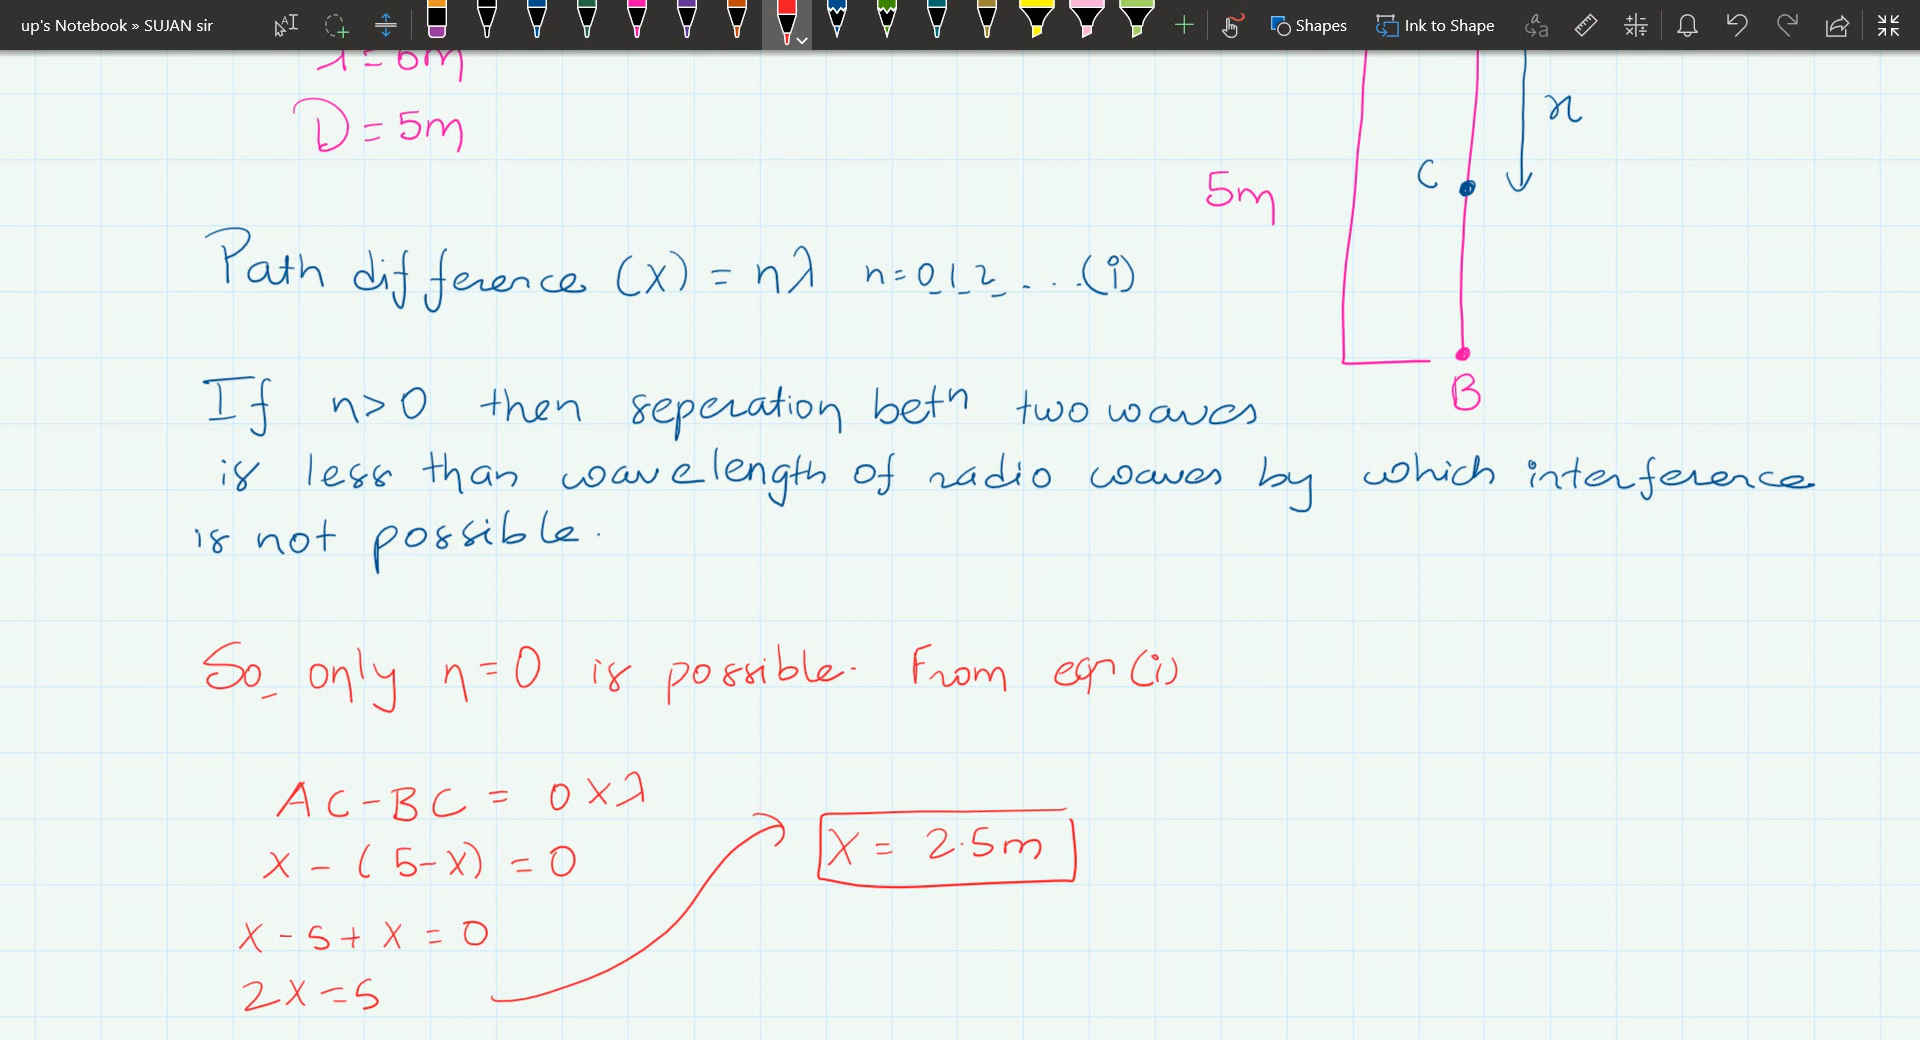 up's Notebook » SUJAN sir
Shapes
Ink to Shape
λ = 6m
D = 5m
x
C
5m
Path difference (x) = nλ n = 0, 1, 2, ... (i)
B
If n>0 then seperation betn two waves
is less than wavelength of radio waves by which interference
is not possible.
So, only n = 0 is possible. From eqn (i)
AC - BC = 0 × λ
x - (5 - x) = 0
x = 2.5m
x - 5 + x = 0
2x = 5